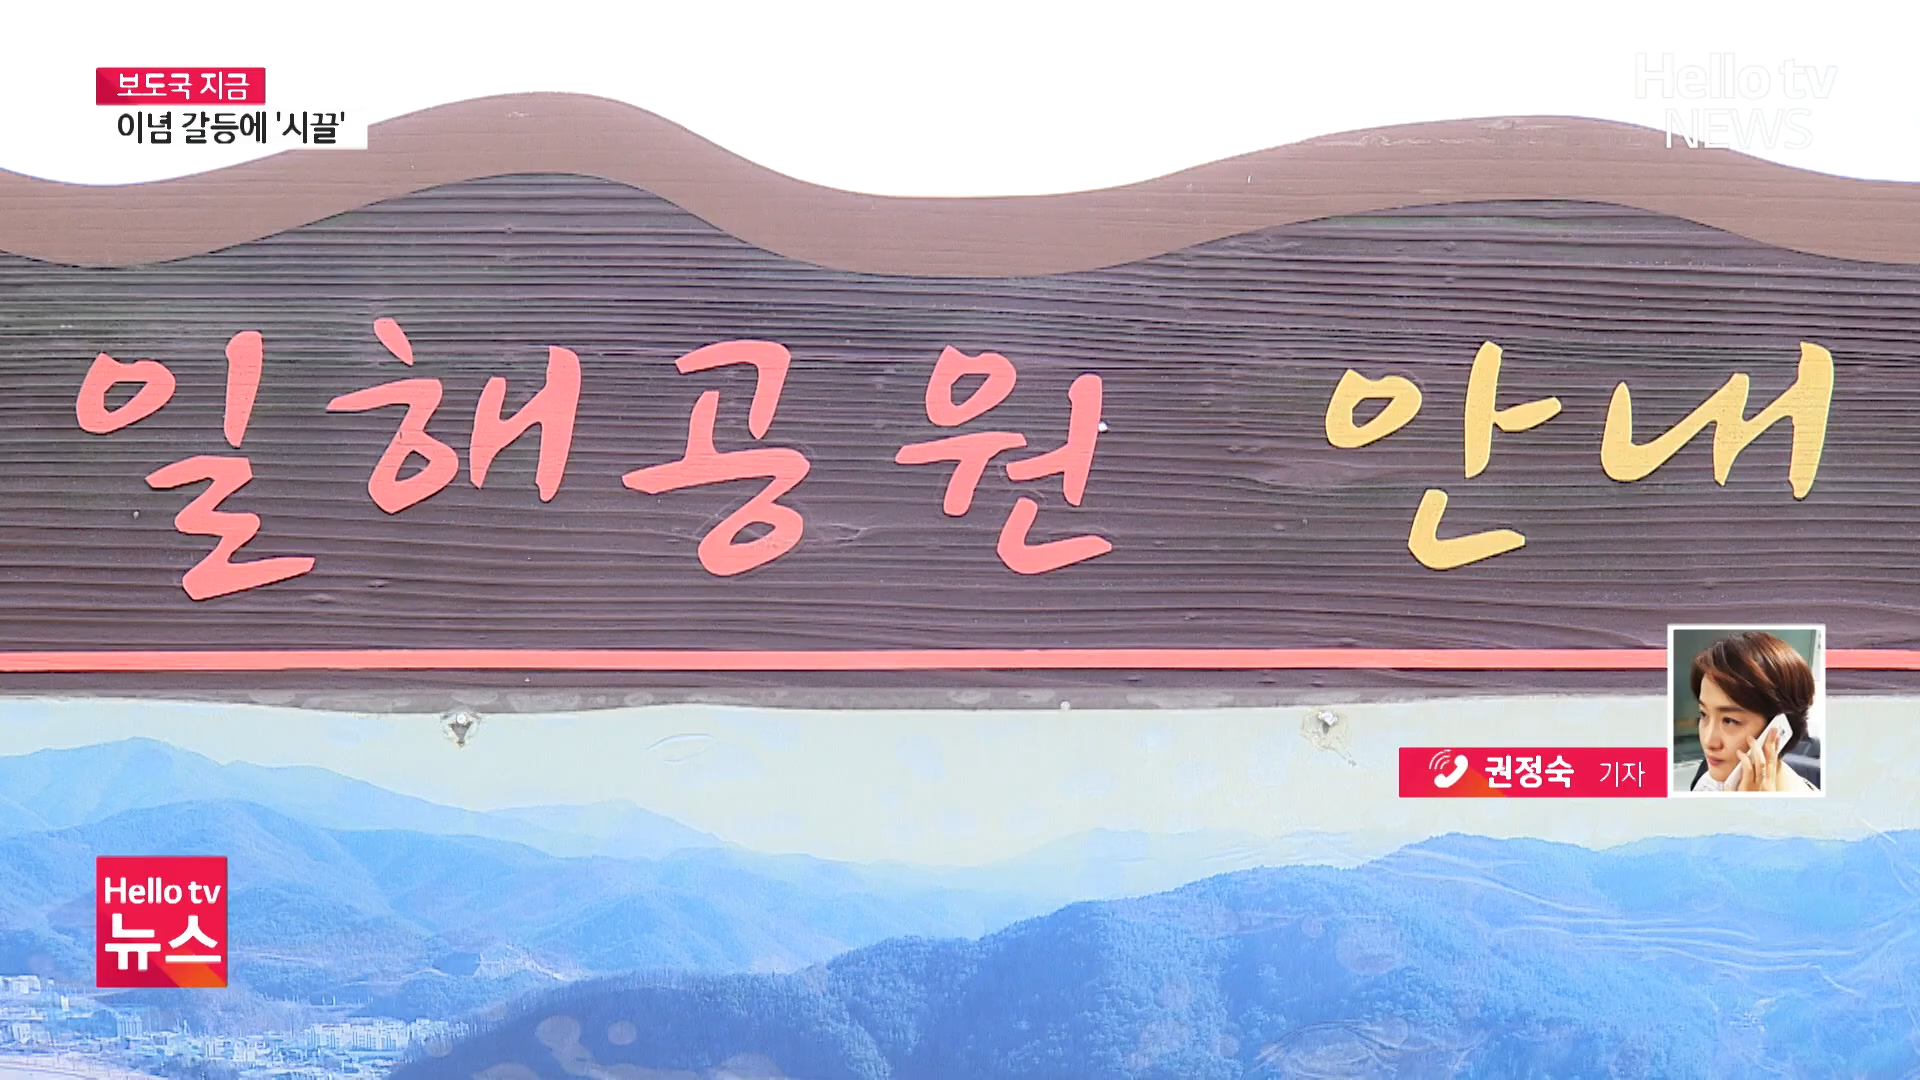 보도국 지금
이념 갈등에 '시끌'
Hello tv
NEWS
일해공원 안내
권정숙 기자
Hello tv
뉴스